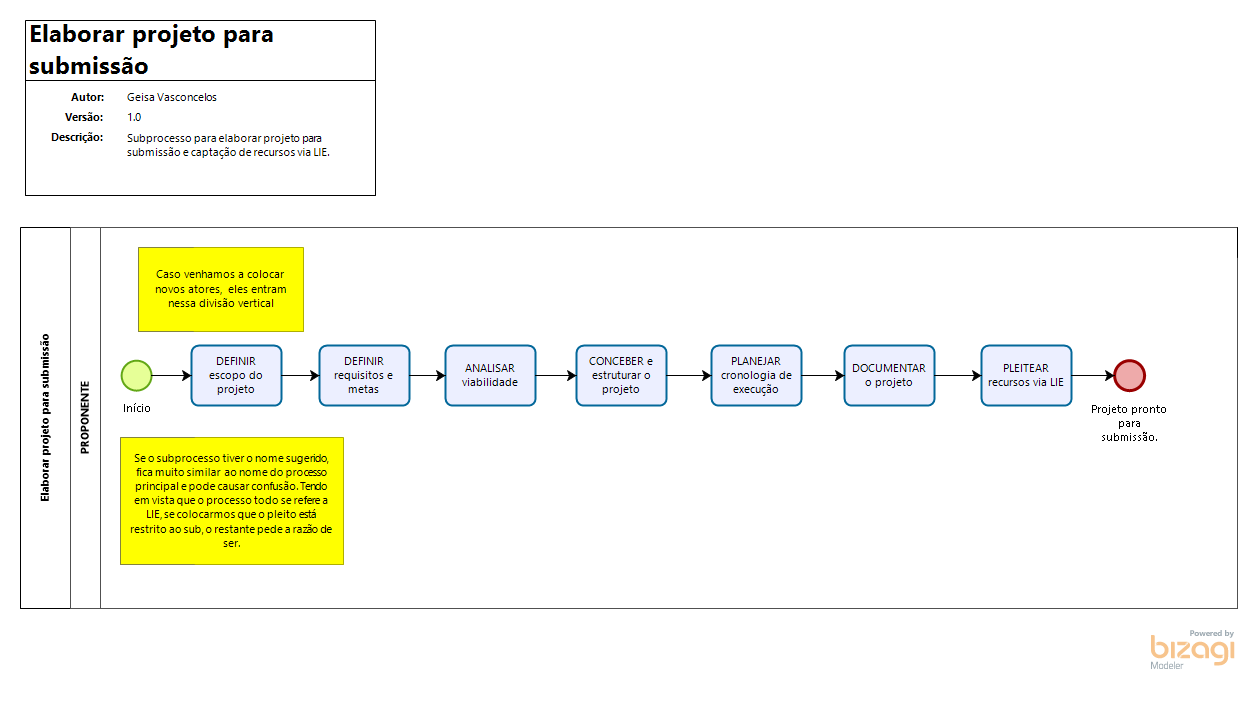 Elaborar projeto para
submissão
Autor: Geisa Vasconcelos
Versão: 1.0
Descrição: Subprocesso para elaborar projeto para
submissão e captação de recursos via LIE.
Elaborar projeto para submissão
PROPONENTE
Caso venhamos a colocar
novos atores, eles entram
nessa divisão vertical
Início
DEFINIR
escopo do
projeto
DEFINIR
requisitos e
metas
ANALISAR
viabilidade
CONCEBER e
estruturar o
projeto
PLANEJAR
cronologia de
execução
DOCUMENTAR
o projeto
PLEITEAR
recursos via LIE
Projeto pronto
para
submissão.
Se o subprocesso tiver o nome sugerido,
fica muito similar ao nome do processo
principal e pode causar confusão. Tendo
em vista que o processo todo se refere a
LIE, se colocarmos que o pleito está
restrito ao sub, o restante pede a razão de
ser.
Powered by
bizagi
Modeler